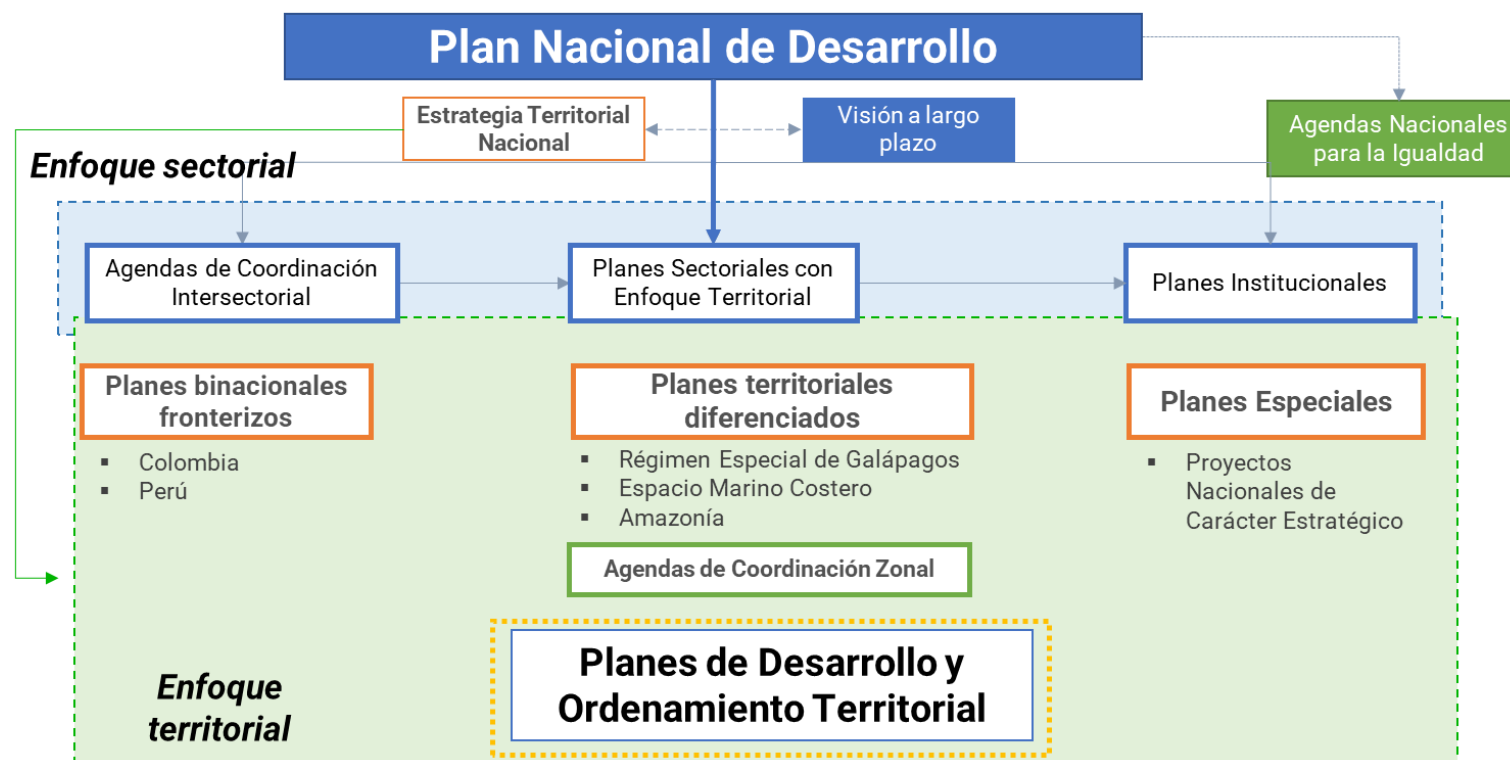 Plan Nacional de Desarrollo
Estrategia Territorial
Nacional
Visión a largo
plazo
Agendas Nacionales
para la Igualdad
Enfoque sectorial
Agendas de Coordinación
Intersectorial
Planes Sectoriales con
Enfoque Territorial
Planes Institucionales
Planes binacionales
fronterizos
▪ Colombia
▪ Perú
Planes territoriales
diferenciados
▪ Régimen Especial de Galápagos
▪ Espacio Marino Costero
▪ Amazonía
Planes Especiales
▪ Proyectos
Nacionales de
Carácter Estratégico
Agendas de Coordinación Zonal
Planes de Desarrollo y
Ordenamiento Territorial
Enfoque
territorial